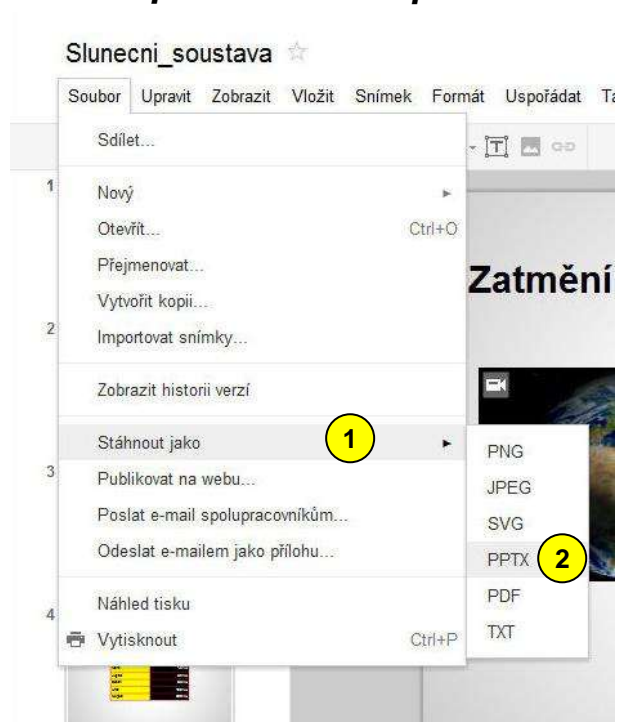 Slunecni_soustava
Soubor Upravit Zobrazit Vložit Snímek Formát Uspořádat
Sdílet...
1
Nový
Otevřít... Ctrl+O
Přejmenovat...
Zatmění
Vytvořit kopii...
2
Importovat snímky...
Zobrazit historii verzí
Stáhnout jako 1
PNG
3
Publikovat na webu...
JPEG
Poslat e-mail spolupracovníkům...
SVG
Odeslat e-mailem jako přílohu...
PPTX 2
PDF
4
Náhled tisku
TXT
Vytisknout Ctrl+P